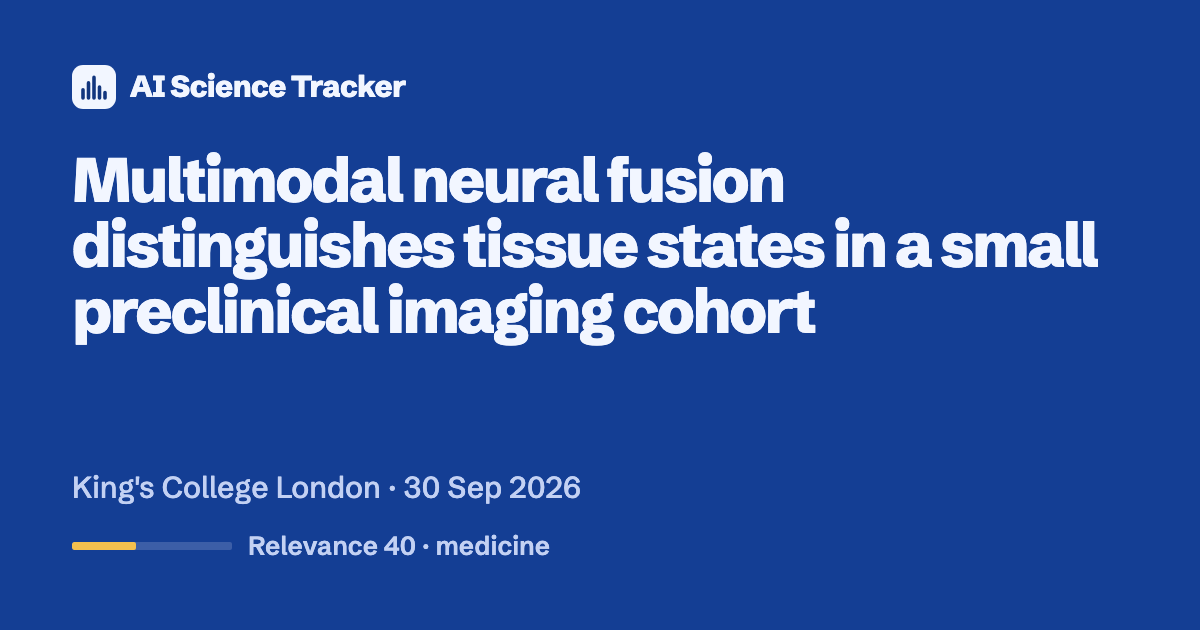 AI Science Tracker
Multimodal neural fusion
distinguishes tissue states in a small
preclinical imaging cohort
King's College London · 30 Sep 2026
Relevance 40 · medicine